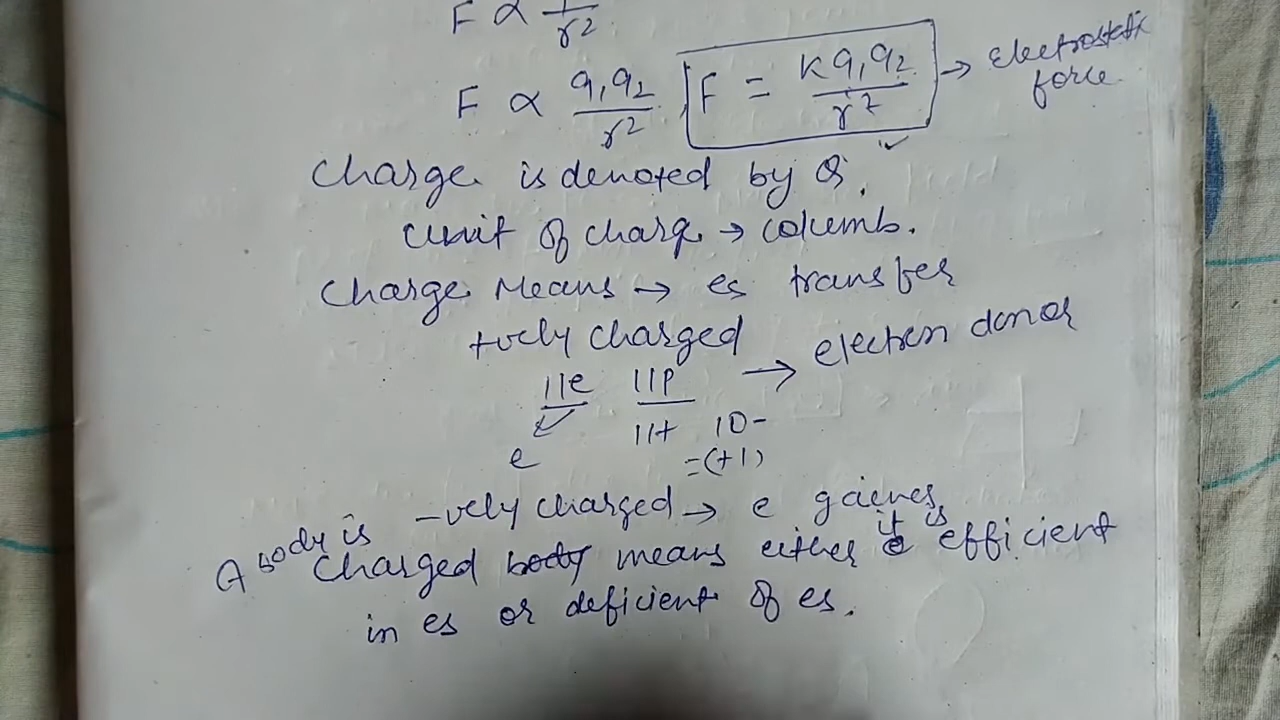 F ∝ 1/r²
F ∝ q₁q₂/r² F = Kq₁q₂/r² → Electrostatic force
Charge is denoted by Q.
Unit of charge → columb.
Charge Means → es transfer
+vely charged → electron donor
11e 11p
11+ 10-
e =(+1)
-vely charged → e gaines
A body is charged body means either it is efficient
in es or deficient of es.